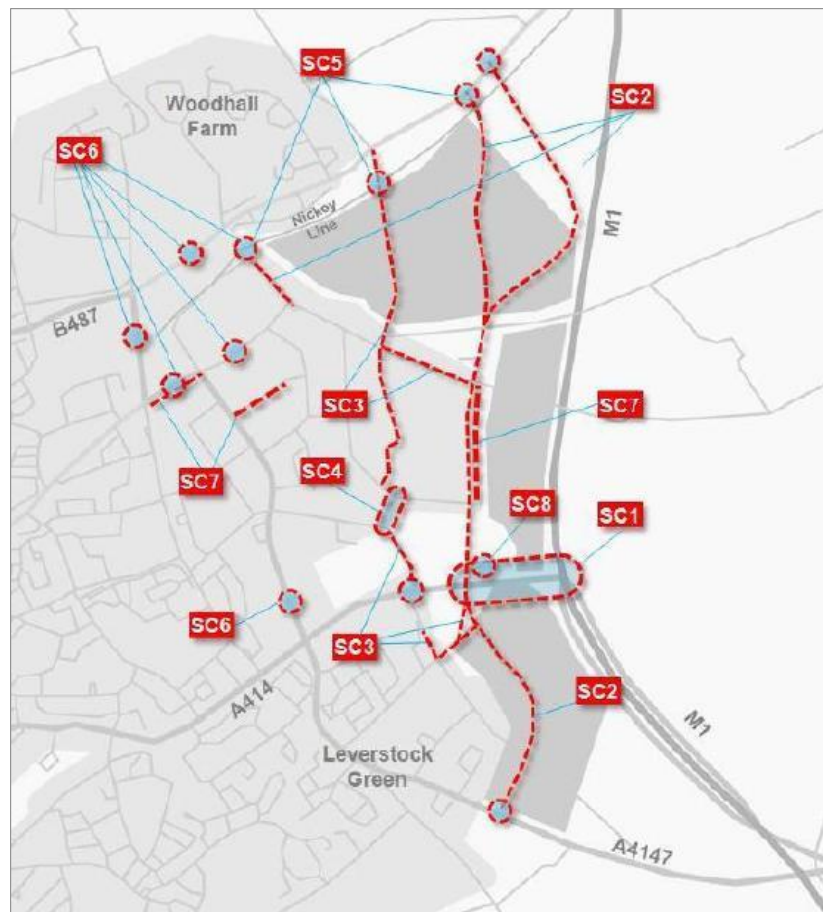 SC5
Woodhall
Farm
SC2
SC6
Nickey
Line
M1
B487
SC3
SC7
SC7
SC4
SC8
SC1
SC6
SC3
A414
SC2
M1
Leverstock
Green
A4147